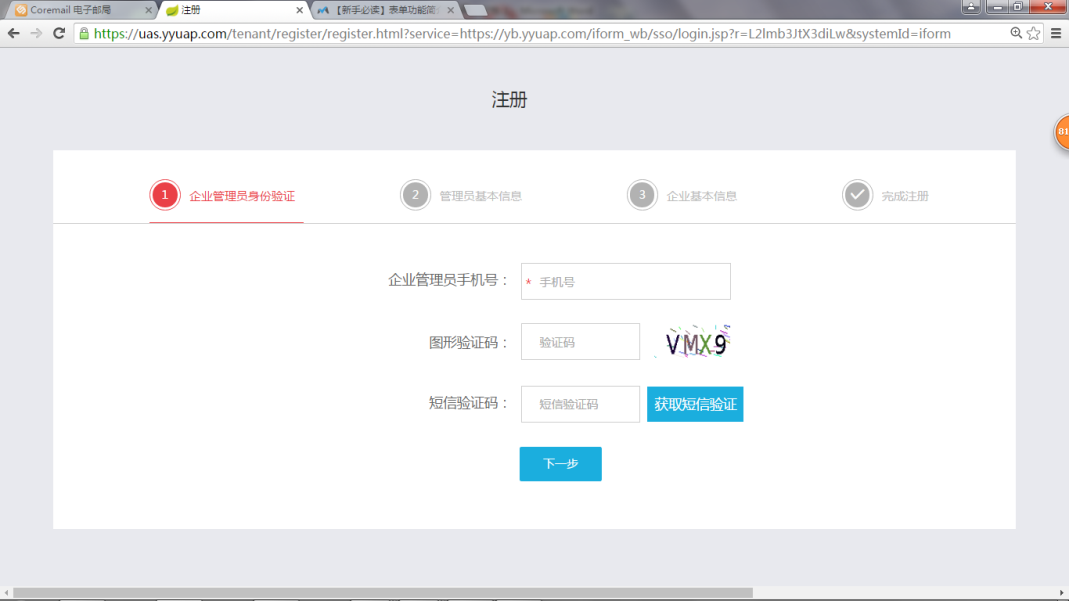 Coremail 电子邮局
注册
【新手必读】表单功能简
https://uas.yyuap.com/tenant/register/register.html?service=https://yb.yyuap.com/iform_wb/sso/login.jsp?r=L2lmb3JtX3diLw&systemId=iform
注册
81
1 企业管理员身份验证
2 管理员基本信息
3 企业基本信息
完成注册
企业管理员手机号：
* 手机号
图形验证码：
验证码
VMX9
短信验证码：
短信验证码
获取短信验证
下一步